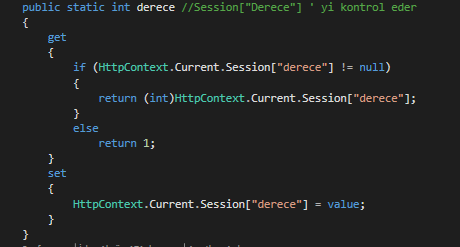 public static int derece //Session["Derece"] ' yi kontrol eder
{
get
{
if (HttpContext.Current.Session["derece"] != null)
{
return (int)HttpContext.Current.Session["derece"];
}
else
return 1;
}
set
{
HttpContext.Current.Session["derece"] = value;
}
}